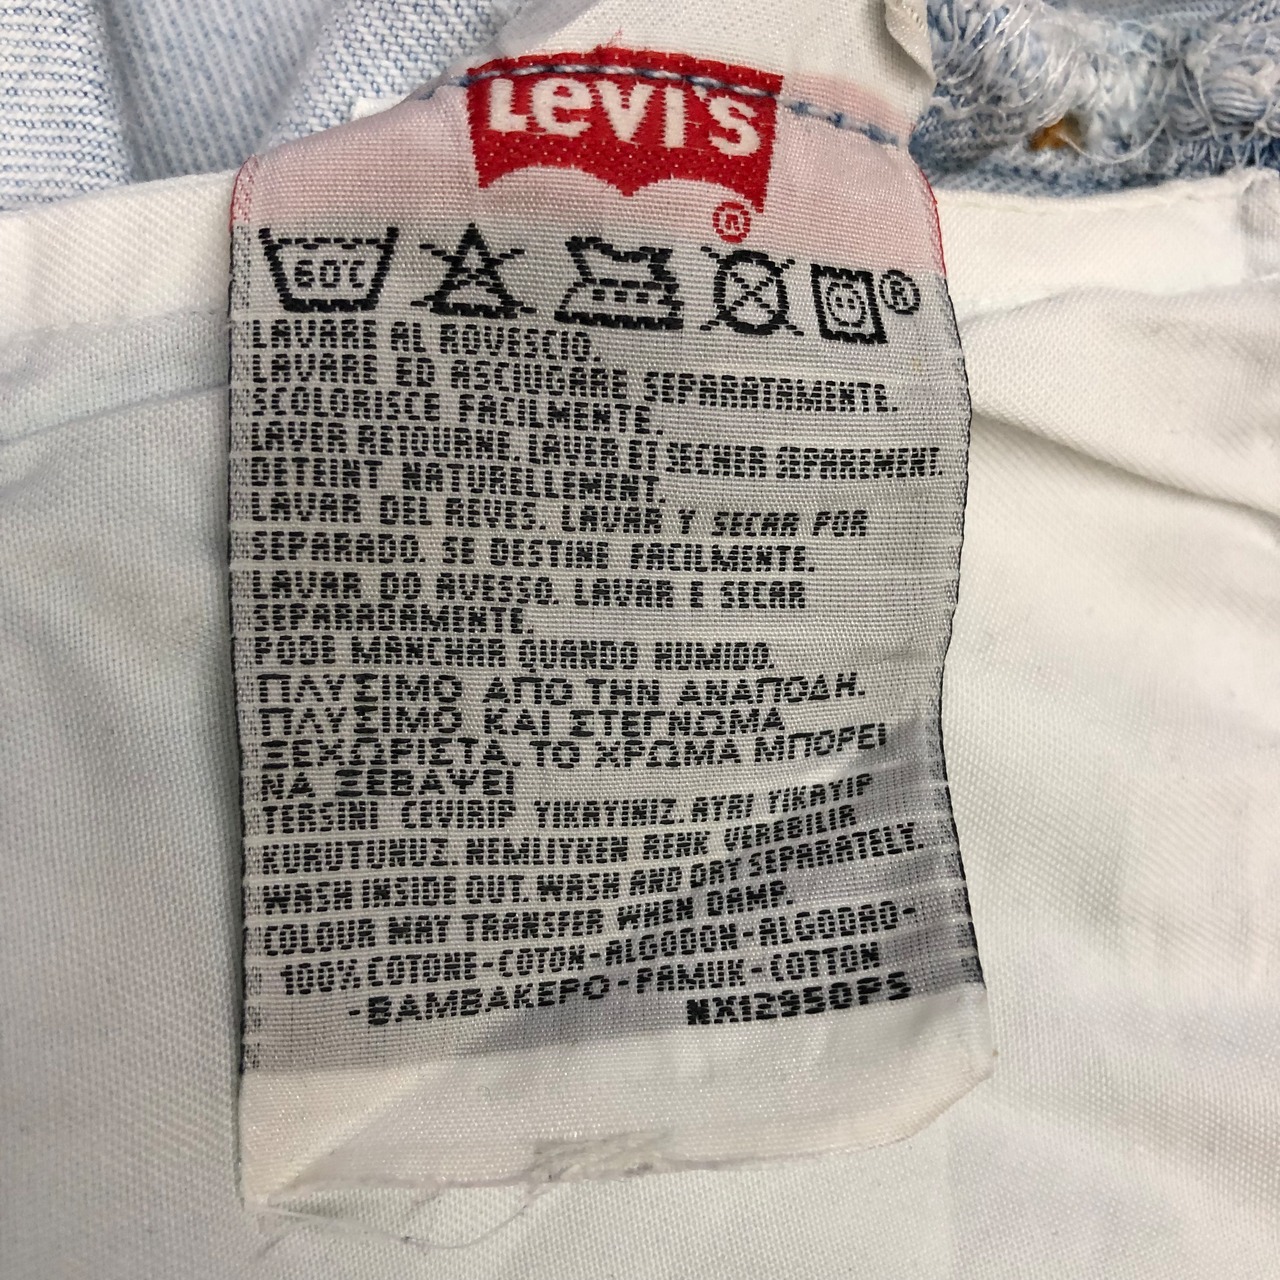 LEVI'S
®
60°C
®
LAVARE AL ROVESCIO.
LAVARE ED ASCIUGARE SEPARATAMENTE.
SCOLORISCE FACILMENTE.
LAVER RETOURNE. LAVER ET SECHER SEPAREMENT.
DETEINT NATURELLEMENT.
LAVAR DEL REVES. LAVAR Y SECAR POR
SEPARADO. SE DESTINE FACILMENTE.
LAVAR DO AVESSO. LAVAR E SECAR
SEPARADAMENTE.
PODE MANCHAR QUANDO HUMIDO.
ΠΛΥΣΙΜΟ ΑΠΟ ΤΗΝ ΑΝΑΠΟΔΗ.
ΠΛΥΣΙΜΟ ΚΑΙ ΣΤΕΓΝΩΜΑ
ΞΕΧΩΡΙΣΤΑ. ΤΟ ΧΡΩΜΑ ΜΠΟΡΕΙ
ΝΑ ΞΕΒΑΨΕΙ
TERSINI CEVIRIP YIKAYINIZ. AYRI YIKAYIP
KURUTUNUZ. NEMLIYKEN RENK VEREBILIR
WASH INSIDE OUT. WASH AND DRY SEPARATELY.
COLOUR MAY TRANSFER WHEN DAMP.
100% COTONE-COTON-ALGODON-ALGODAO-
-ΒΑΜΒΑΚΕΡΟ-PAMUK-COTTON
NX12950PS